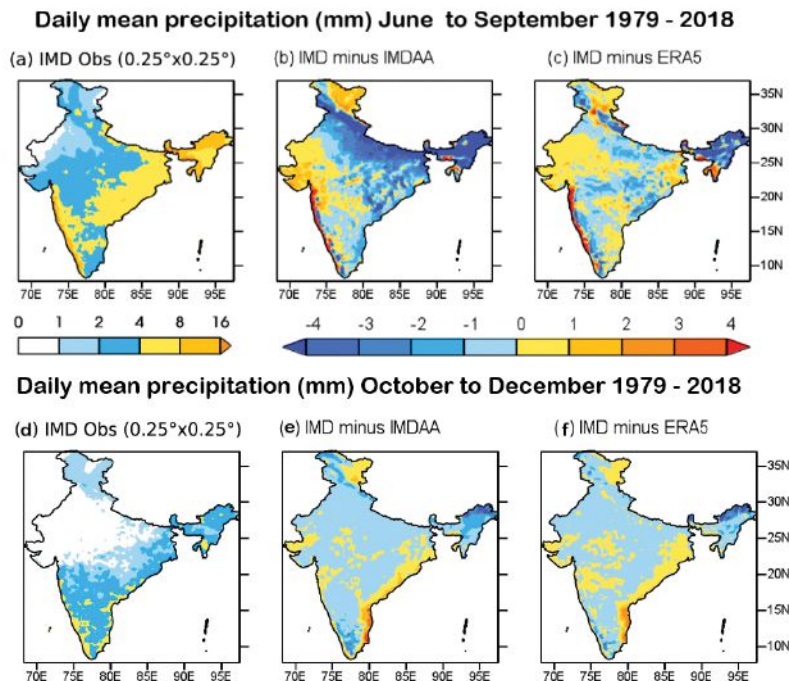 Daily mean precipitation (mm) June to September 1979 - 2018
(a) IMD Obs (0.25°x0.25°)
(b) IMD minus IMDAA
(c) IMD minus ERA5
35N
30N
25N
20N
15N
10N
70E 75E 80E 85E 90E 95E
70E 75E 80E 85E 90E 95E
70E 75E 80E 85E 90E 95E
0 1 2 4 8 16
-4 -3 -2 -1 0 1 2 3 4
Daily mean precipitation (mm) October to December 1979 - 2018
(d) IMD Obs (0.25°x0.25°)
(e) IMD minus IMDAA
(f) IMD minus ERA5
35N
30N
25N
20N
15N
10N
70E 75E 80E 85E 90E 95E
70E 75E 80E 85E 90E 95E
70E 75E 80E 85E 90E 95E